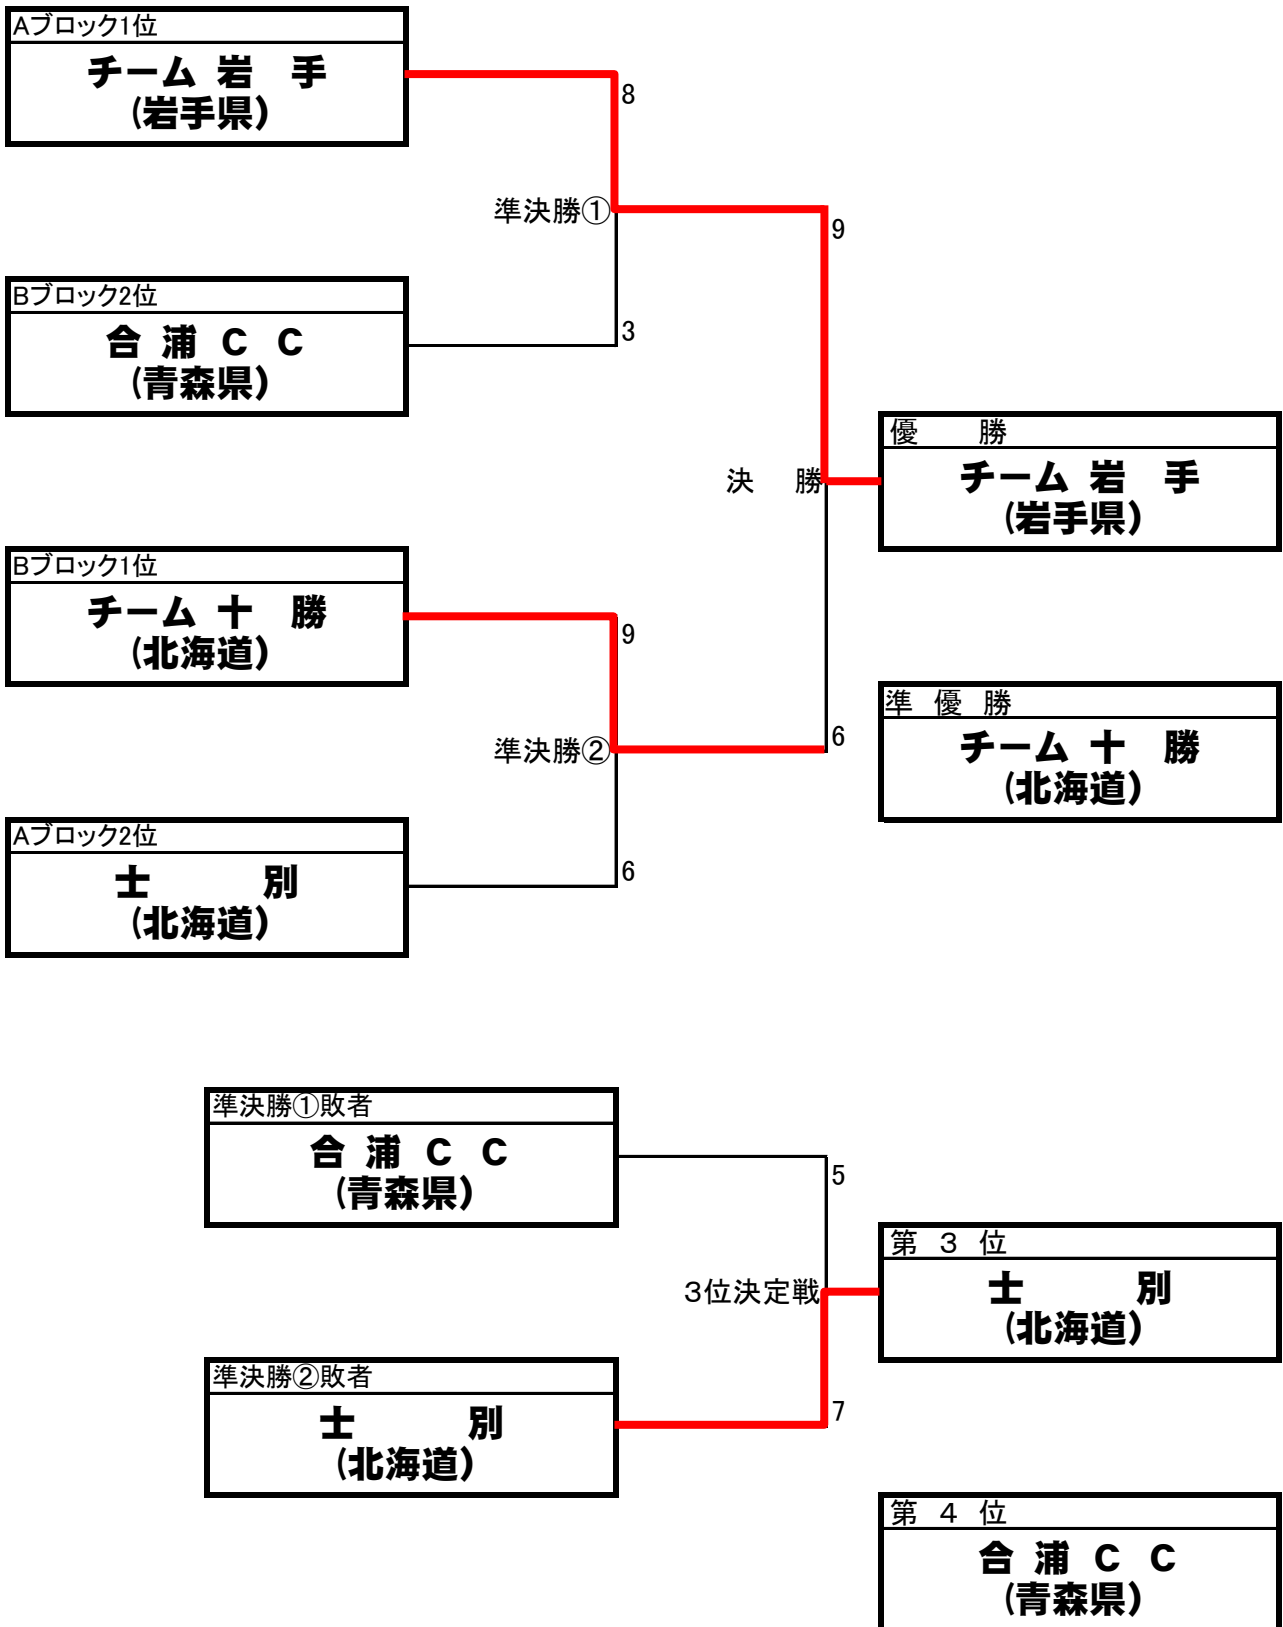 Aブロック1位
チーム 岩　手
(岩手県)
8
準決勝①
9
Bブロック2位
合 浦 C C
(青森県)
3
優　　勝
チーム 岩　手
(岩手県)
決　勝
Bブロック1位
チーム 十　勝
(北海道)
9
準決勝②
6
準 優 勝
チーム 十　勝
(北海道)
Aブロック2位
士　　　別
(北海道)
6
準決勝①敗者
合 浦 C C
(青森県)
5
第 3 位
士　　　別
(北海道)
3位決定戦
準決勝②敗者
士　　　別
(北海道)
7
第 4 位
合 浦 C C
(青森県)